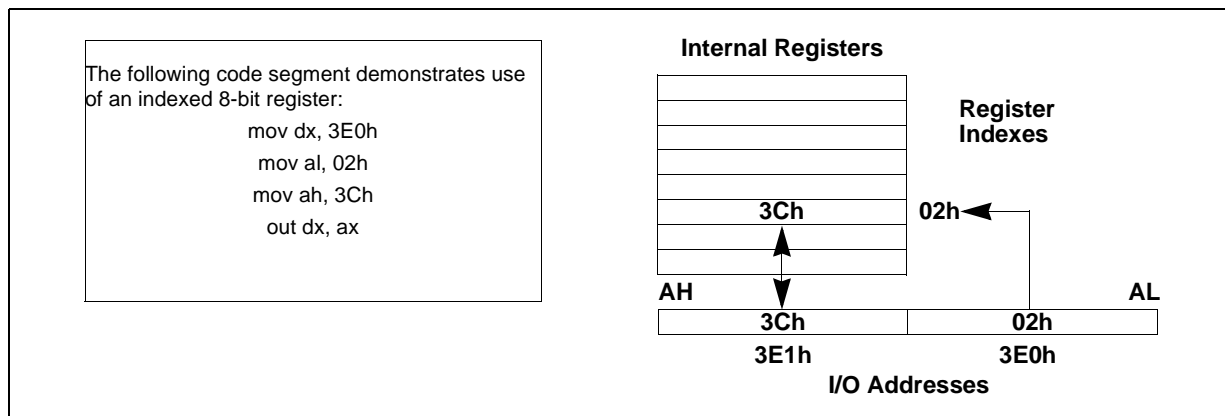 The following code segment demonstrates use
of an indexed 8-bit register:
mov dx, 3E0h
mov al, 02h
mov ah, 3Ch
out dx, ax
Internal Registers
Register
Indexes
3Ch
02h
AH
AL
3Ch
02h
3E1h
3E0h
I/O Addresses